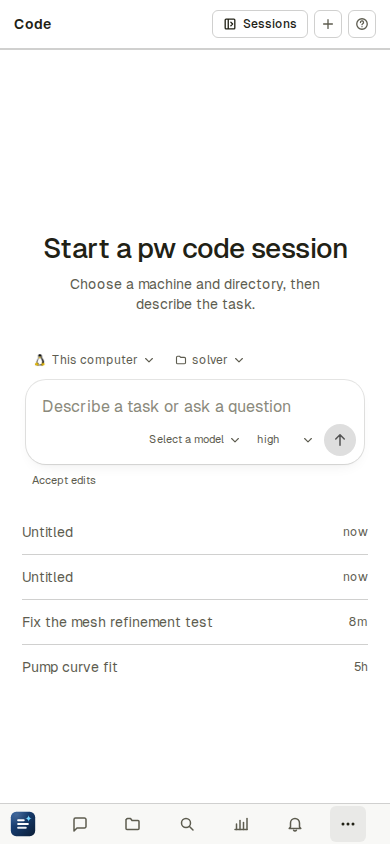 Code
Sessions
Start a pw code session
Choose a machine and directory, then
describe the task.
This computer
solver
Describe a task or ask a question
Select a model
high
Accept edits
Untitled now
Untitled now
Fix the mesh refinement test 8m
Pump curve fit 5h